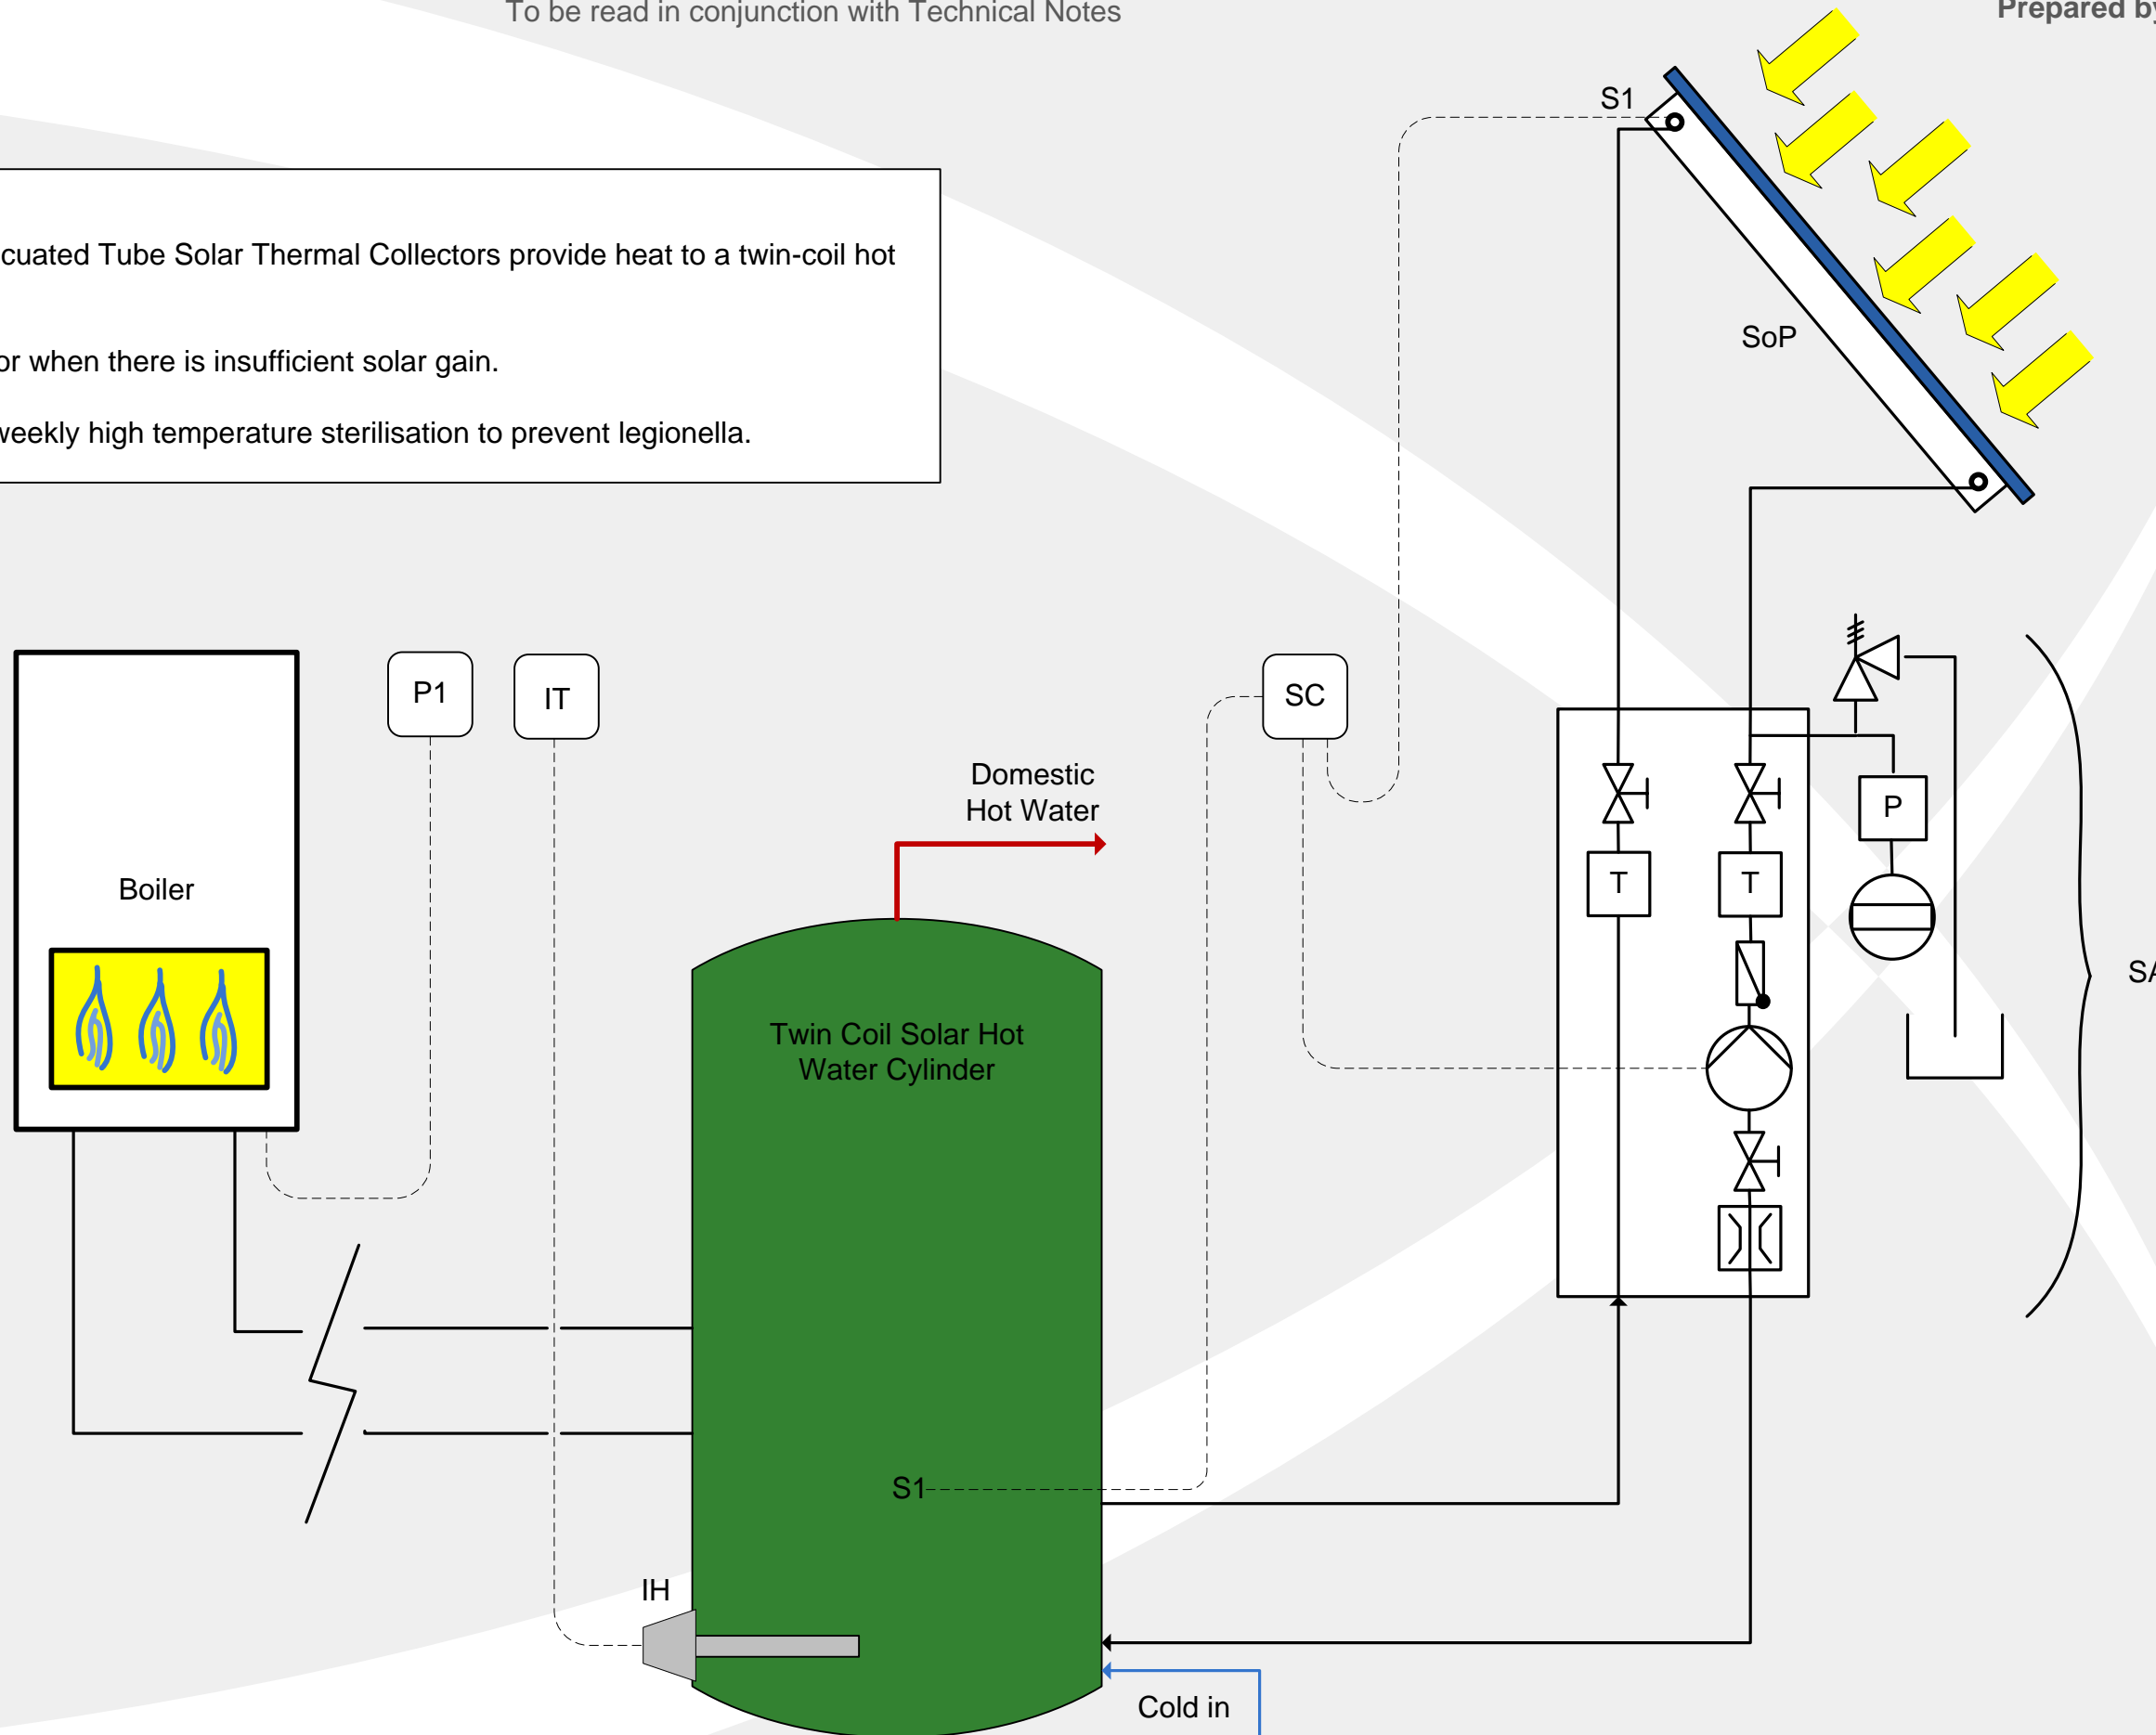 To be read in conjunction with Technical Notes
Prepared by
S1
cuated Tube Solar Thermal Collectors provide heat to a twin-coil hot
or when there is insufficient solar gain.
weekly high temperature sterilisation to prevent legionella.
SoP
P1
IT
SC
Domestic
Hot Water
P
Boiler
T
T
SA
Twin Coil Solar Hot
Water Cylinder
S1
IH
Cold in